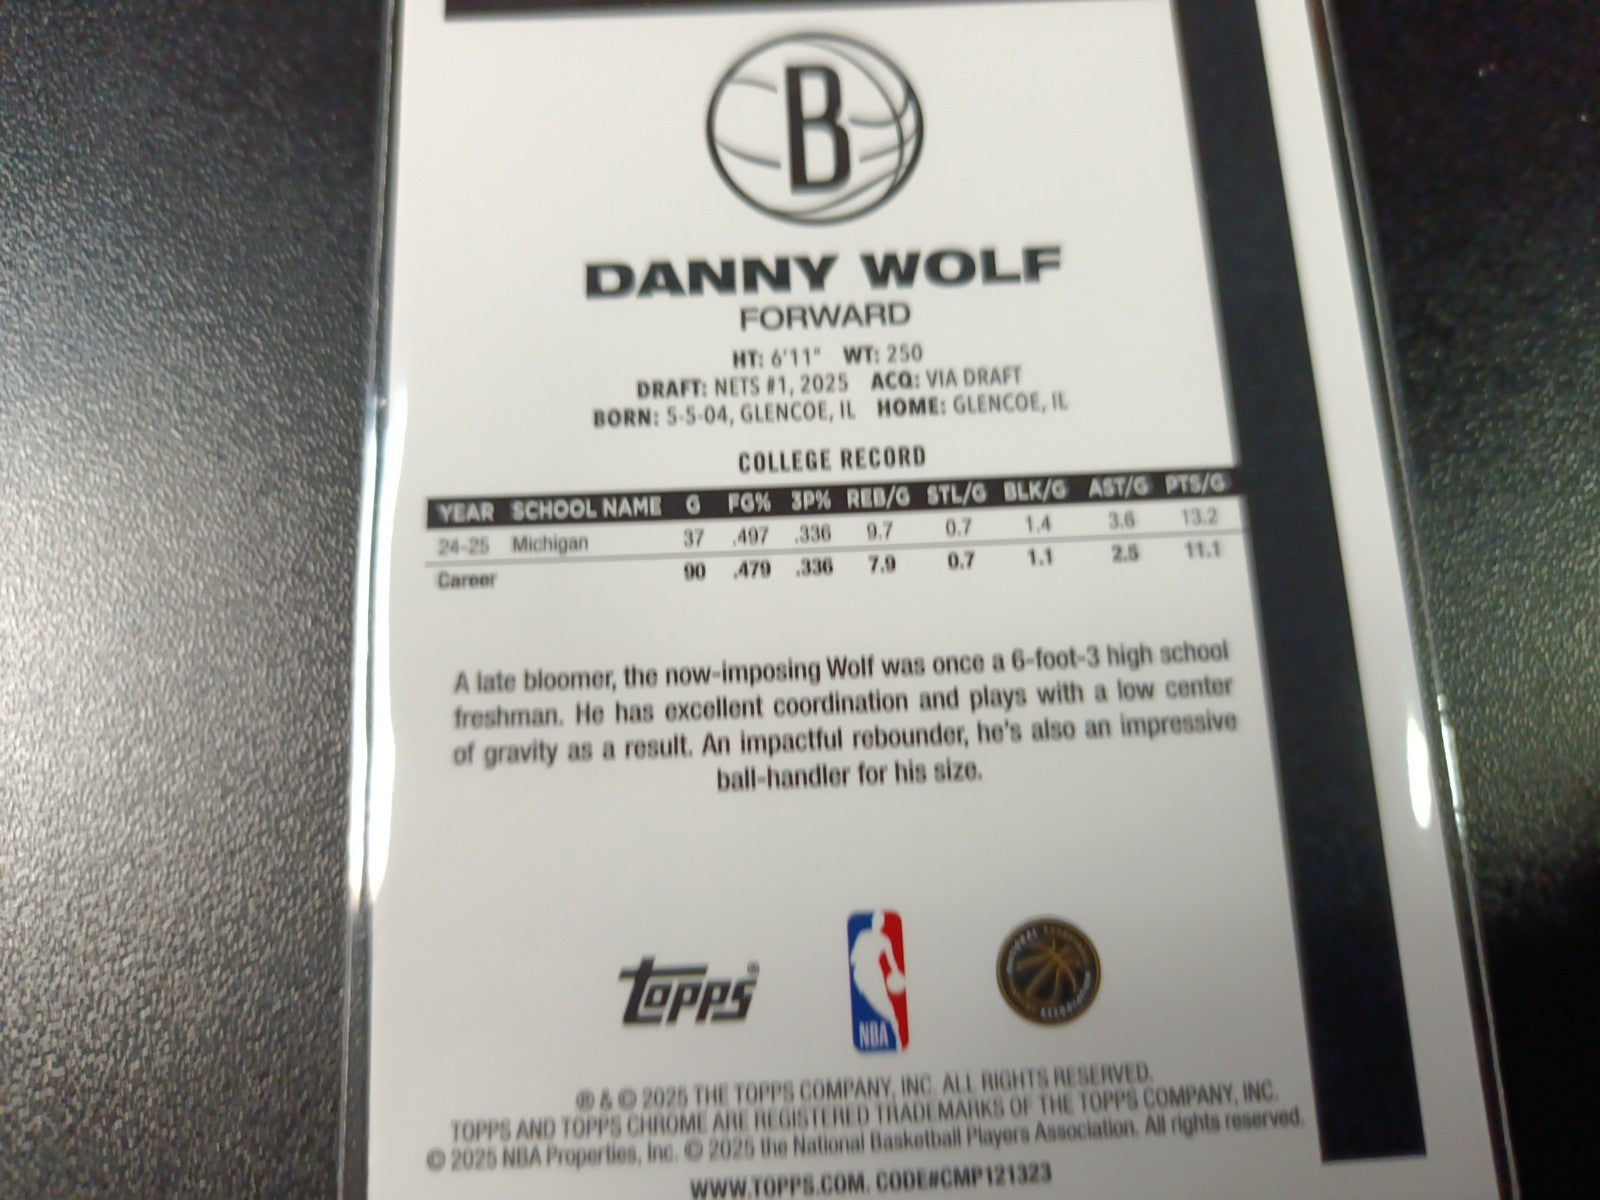 B
DANNY WOLF
FORWARD
HT: 6'11" WT: 250
DRAFT: NETS #1, 2025 ACQ: VIA DRAFT
BORN: 5-5-04, GLENCOE, IL HOME: GLENCOE, IL
COLLEGE RECORD
YEAR SCHOOL NAME G FG% 3P% REB/G STL/G BLK/G AST/G PTS/G
24-25 Michigan 37 .497 .336 9.7 0.7 1.4 3.6 13.2
Career 90 .479 .336 7.9 0.7 1.1 2.5 11.1
A late bloomer, the now-imposing Wolf was once a 6-foot-3 high school
freshman. He has excellent coordination and plays with a low center
of gravity as a result. An impactful rebounder, he's also an impressive
ball-handler for his size.
topps®
NBA
® & © 2025 THE TOPPS COMPANY, INC. ALL RIGHTS RESERVED.
TOPPS AND TOPPS CHROME ARE REGISTERED TRADEMARKS OF THE TOPPS COMPANY, INC.
© 2025 NBA Properties, Inc. © 2025 the National Basketball Players Association. All rights reserved.
WWW.TOPPS.COM. CODE#CMP121323